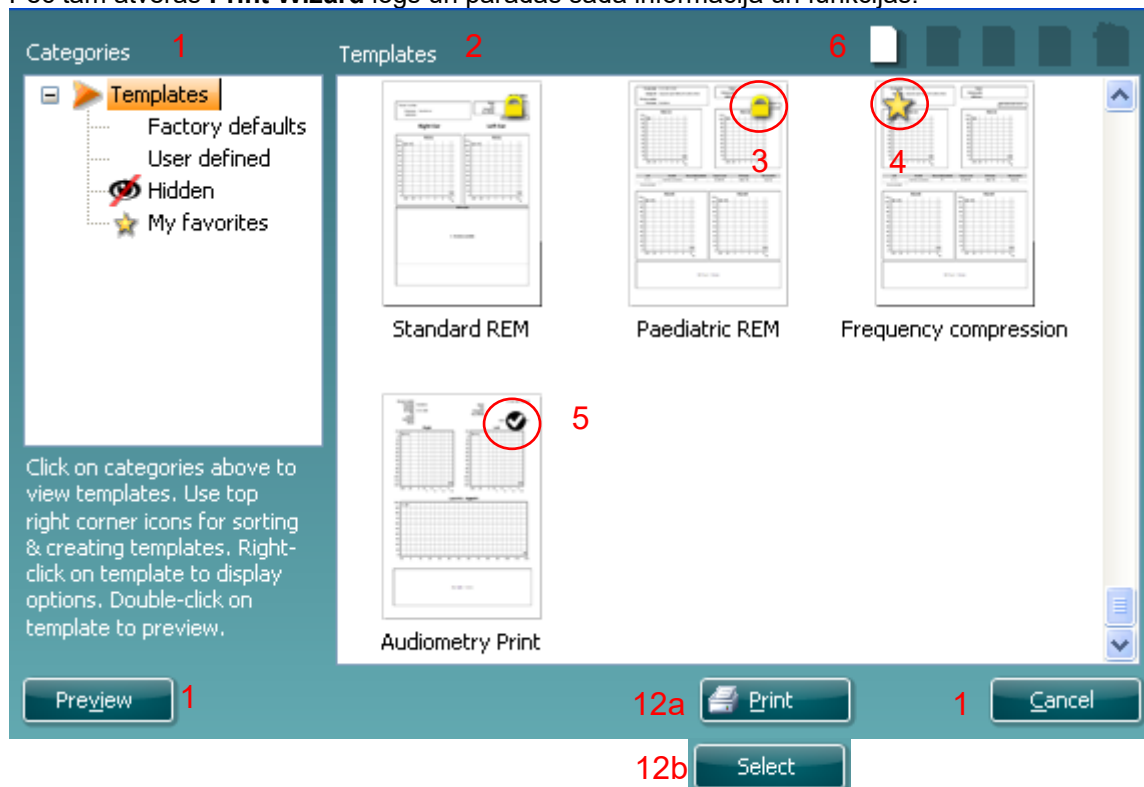 Categories 1
Templates 2
6
Templates
Factory defaults
User defined
Hidden
My favorites
3
4
Standard REM
Paediatric REM
Frequency compression
5
Audiometry Print
Click on categories above to
view templates. Use top
right corner icons for sorting
& creating templates. Right-
click on template to display
options. Double-click on
template to preview.
Preview 1
12a Print
1 Cancel
12b Select